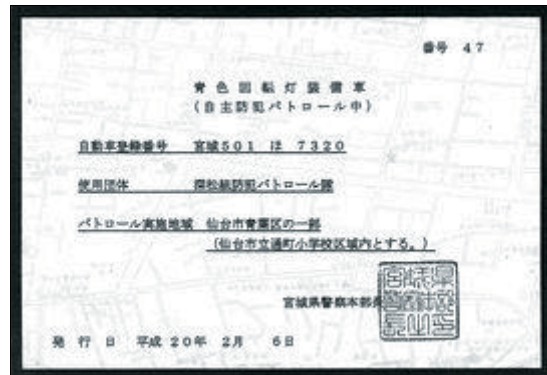 番号 47
青色回転灯装備車
(自主防犯パトロール中)
自動車登録番号 宮城501 ほ 7320
使用団体 深松組防犯パトロール隊
パトロール実施地域 仙台市青葉区の一部
(仙台市立通町小学校区域内とする。)
宮城県警察本部長
発行日 平成20年 2月 6日